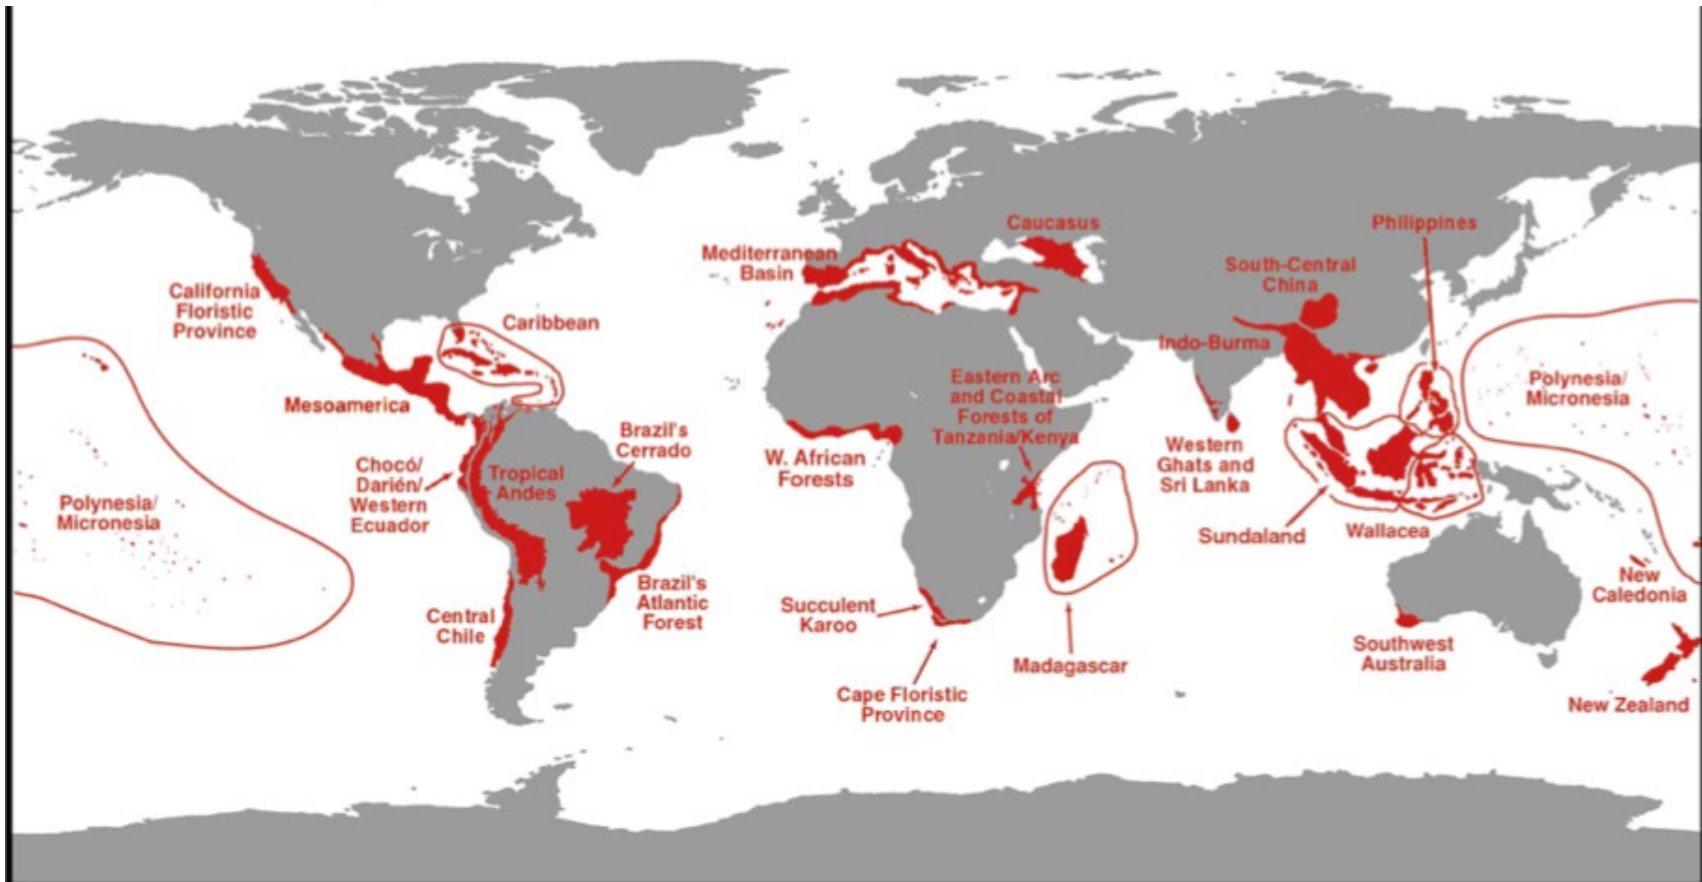 Caucasus
Philippines
Mediterranean
Basin
South-Central
China
California
Floristic
Province
Caribbean
Indo-Burma
Mesoamerica
Eastern Arc
and Coastal
Forests of
Tanzania/Kenya
Polynesia/
Micronesia
Brazil's
Cerrado
Chocó/
Darién/
Western
Ecuador
Tropical
Andes
W. African
Forests
Western
Ghats and
Sri Lanka
Polynesia/
Micronesia
Sundaland
Wallacea
New
Caledonia
Brazil's
Atlantic
Forest
Central
Chile
Succulent
Karoo
Madagascar
Southwest
Australia
Cape Floristic
Province
New Zealand